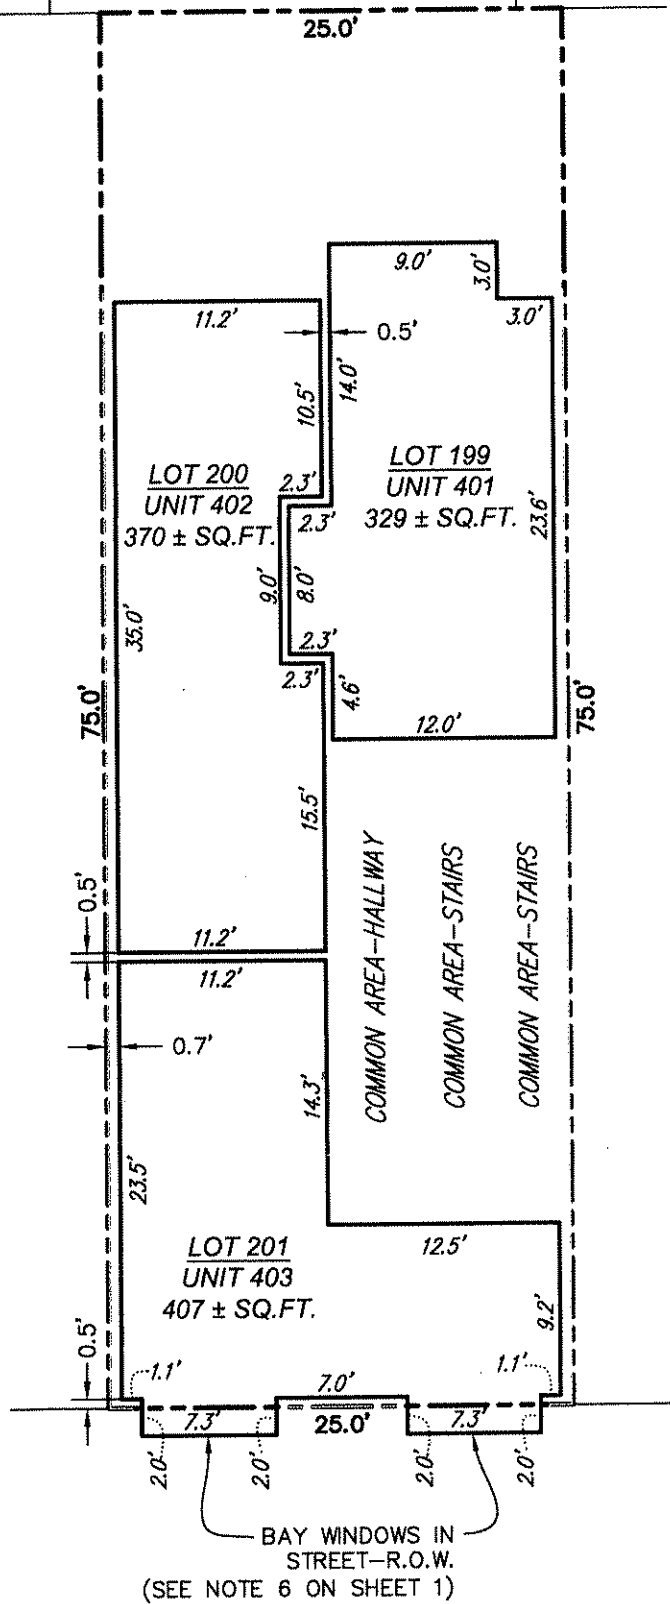 25.0'
9.0'
3.0'
3.0'
11.2'
0.5'
10.5'
14.0'
LOT 200
UNIT 402
370 ± SQ.FT.
LOT 199
UNIT 401
329 ± SQ.FT.
2.3'
2.3'
23.6'
9.0'
8.0'
35.0'
2.3'
2.3'
4.6'
75.0'
75.0'
12.0'
15.5'
COMMON AREA-HALLWAY
COMMON AREA-STAIRS
COMMON AREA-STAIRS
0.5'
11.2'
11.2'
0.7'
14.3'
23.5'
LOT 201
UNIT 403
407 ± SQ.FT.
12.5'
9.2'
0.5'
1.1'
7.0'
1.1'
7.3'
25.0'
7.3'
2.0'
2.0'
2.0'
2.0'
BAY WINDOWS IN
STREET-R.O.W.
(SEE NOTE 6 ON SHEET 1)